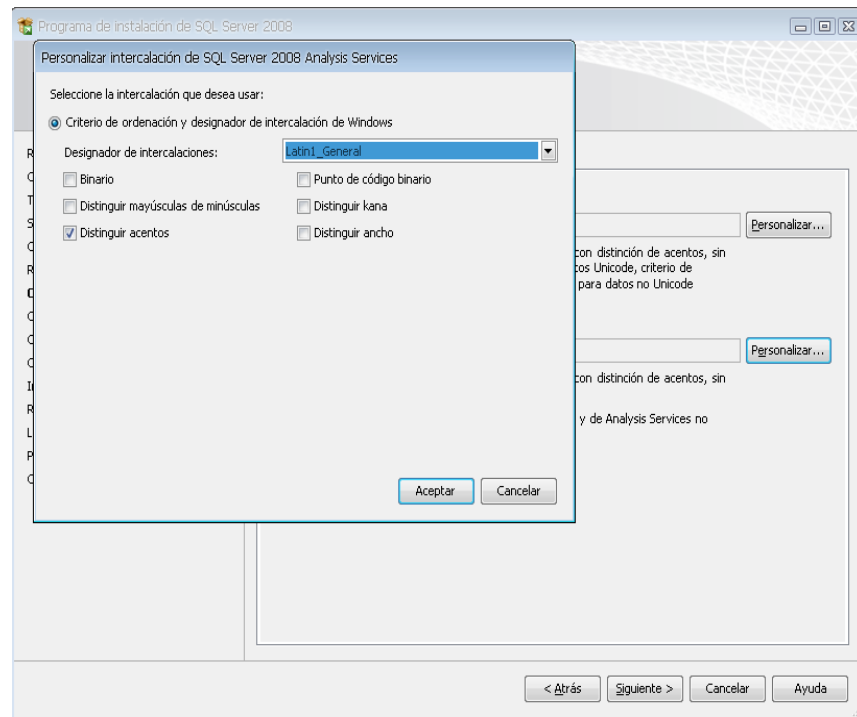 Programa de instalación de SQL Server 2008
Personalizar intercalación de SQL Server 2008 Analysis Services
Seleccione la intercalación que desea usar:
Criterio de ordenación y designador de intercalación de Windows
Designador de intercalaciones:
Latin1_General
Binario
Punto de código binario
Distinguir mayúsculas de minúsculas
Distinguir kana
Distinguir acentos
Distinguir ancho
Aceptar
Cancelar
Personalizar...
con distinción de acentos, sin
tos Unicode, criterio de
para datos no Unicode
Personalizar...
con distinción de acentos, sin
y de Analysis Services no
< Atrás
Siguiente >
Cancelar
Ayuda